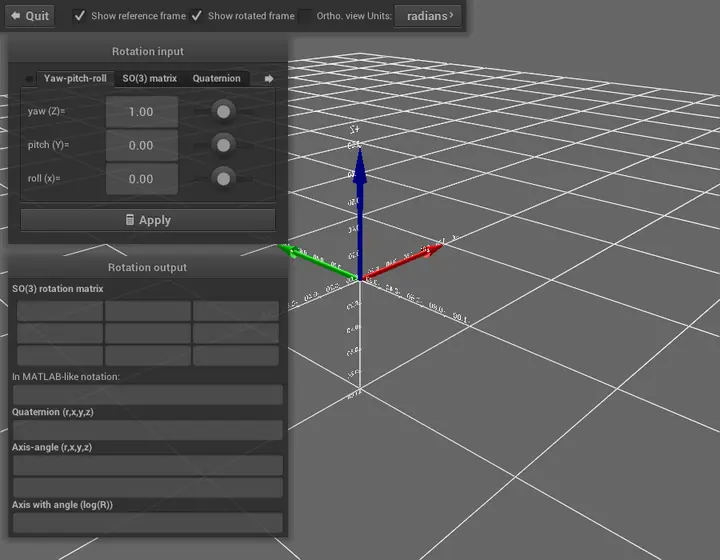 Quit
Show reference frame
Show rotated frame
Ortho. view Units:
radians
Rotation input
Yaw-pitch-roll
SO(3) matrix
Quaternion
yaw (Z)=
1.00
pitch (Y)=
0.00
roll (x)=
0.00
Apply
Rotation output
SO(3) rotation matrix
In MATLAB-like notation:
Quaternion (r,x,y,z)
Axis-angle (r,x,y,z)
Axis with angle (log(R))